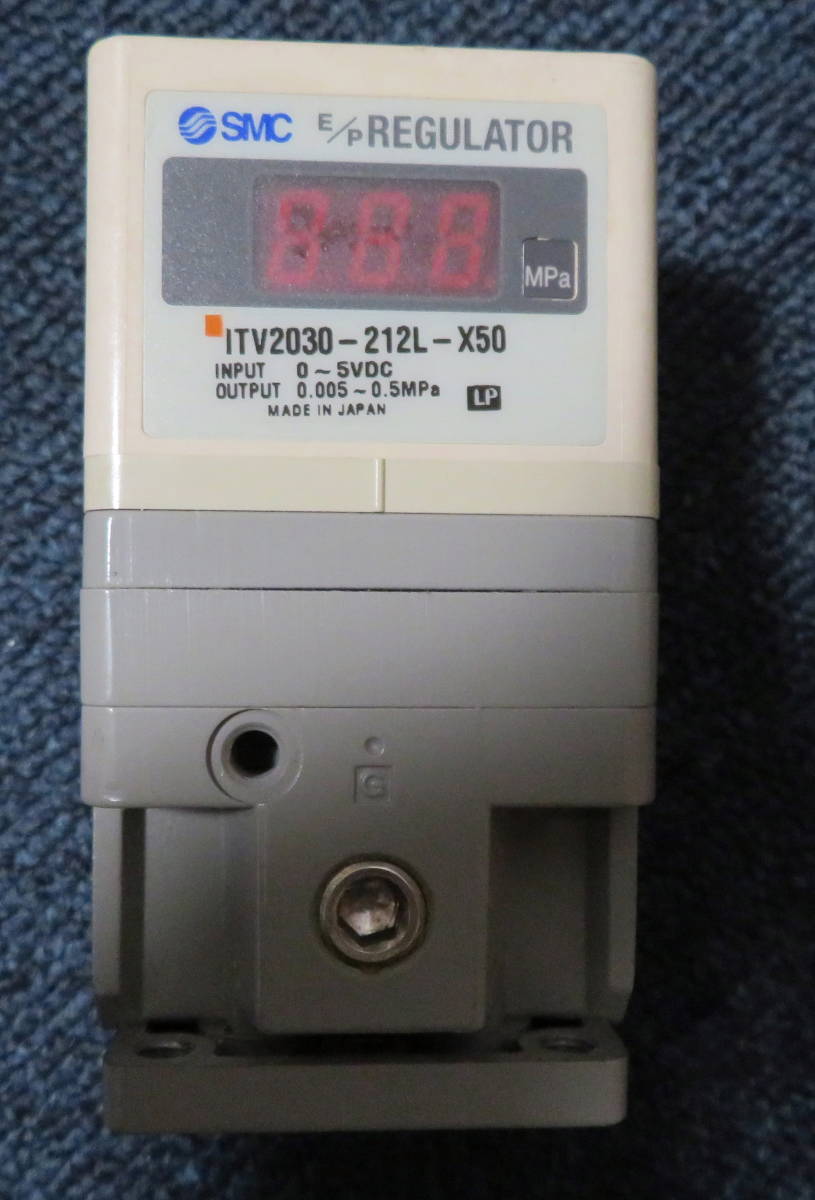 SMC E/P REGULATOR
888
MPa
ITV2030-212L-X50
INPUT 0~5VDC
OUTPUT 0.005~0.5MPa LP
MADE IN JAPAN
G